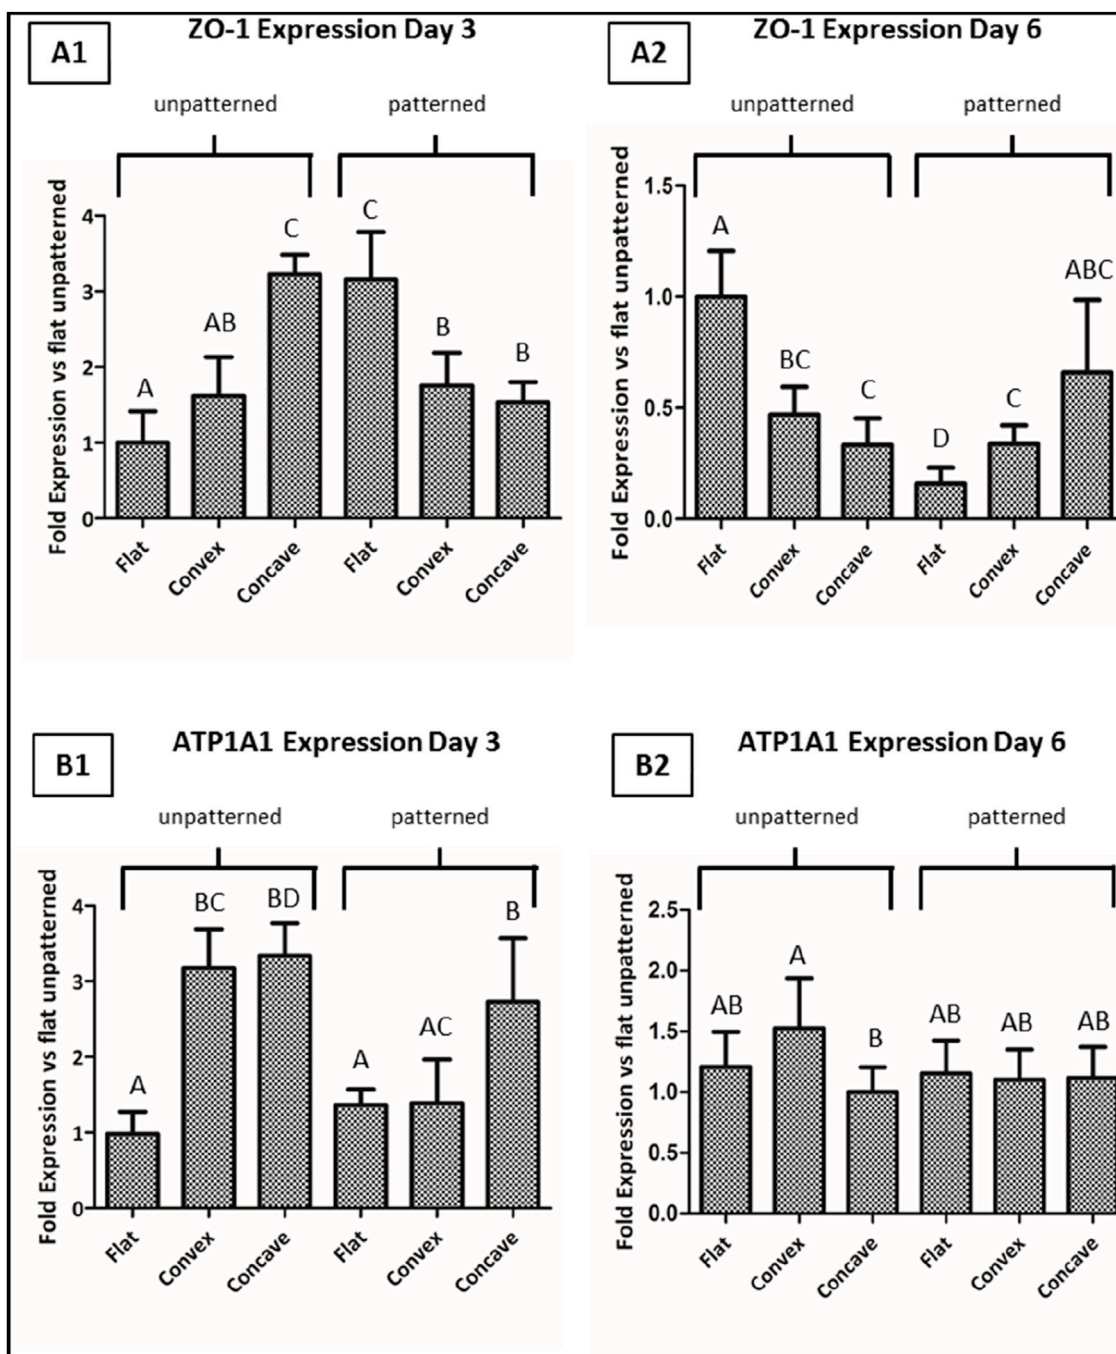 A1
ZO-1 Expression Day 3
unpatterned
patterned
Fold Expression vs flat unpatterned
4
3
2
1
0
A
AB
C
C
B
B
Flat
Convex
Concave
Flat
Convex
Concave
A2
ZO-1 Expression Day 6
unpatterned
patterned
Fold Expression vs flat unpatterned
1.5
1.0
0.5
0.0
A
BC
C
D
C
ABC
Flat
Convex
Concave
Flat
Convex
Concave
B1
ATP1A1 Expression Day 3
unpatterned
patterned
Fold Expression vs flat unpatterned
4
3
2
1
0
A
BC
BD
A
AC
B
Flat
Convex
Concave
Flat
Convex
Concave
B2
ATP1A1 Expression Day 6
unpatterned
patterned
Fold Expression vs flat unpatterned
2.5
2.0
1.5
1.0
0.5
0.0
AB
A
B
AB
AB
AB
Flat
Convex
Concave
Flat
Convex
Concave